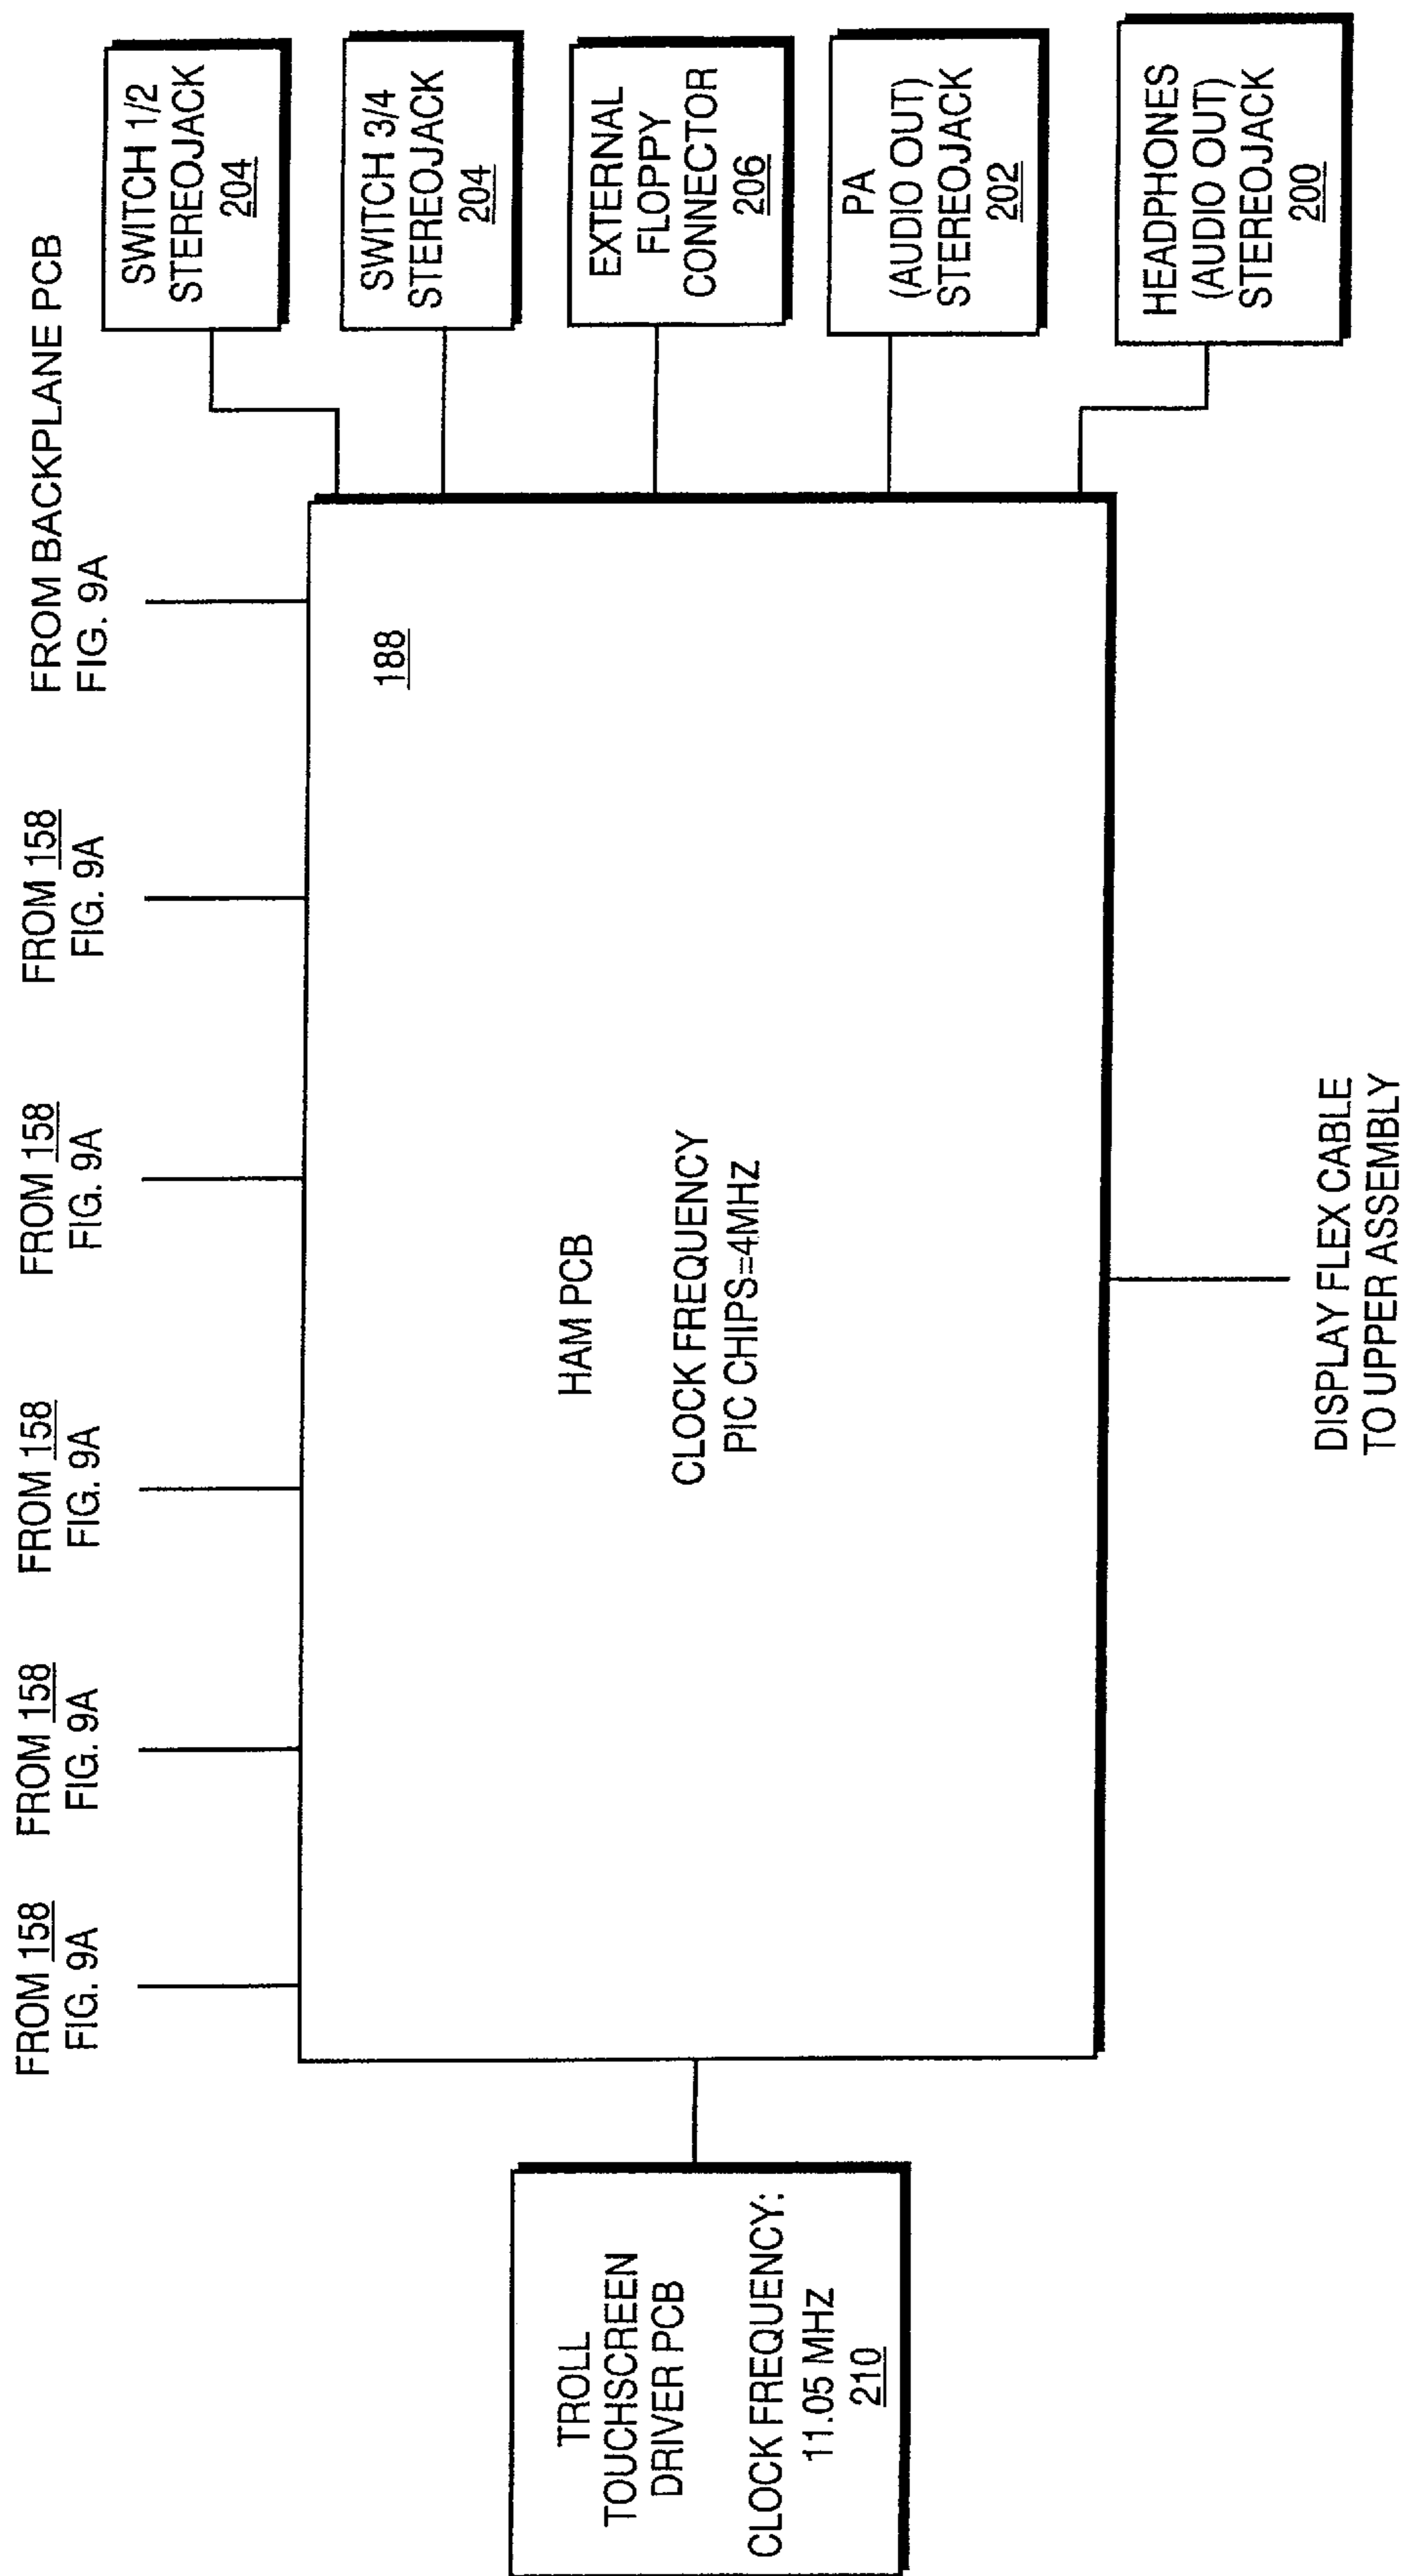 FROM 158
FIG. 9A
FROM 158
FIG. 9A
FROM 158
FIG. 9A
FROM 158
FIG. 9A
FROM 158
FIG. 9A
FROM BACKPLANE PCB
FIG. 9A
SWITCH 1/2
STEREOJACK
204
SWITCH 3/4
STEREOJACK
204
EXTERNAL
FLOPPY
CONNECTOR
206
PA
(AUDIO OUT)
STEREOJACK
202
HEADPHONES
(AUDIO OUT)
STEREOJACK
200
188
HAM PCB
CLOCK FREQUENCY
PIC CHIPS=4MHZ
TROLL
TOUCHSCREEN
DRIVER PCB
CLOCK FREQUENCY:
11.05 MHZ
210
DISPLAY FLEX CABLE
TO UPPER ASSEMBLY